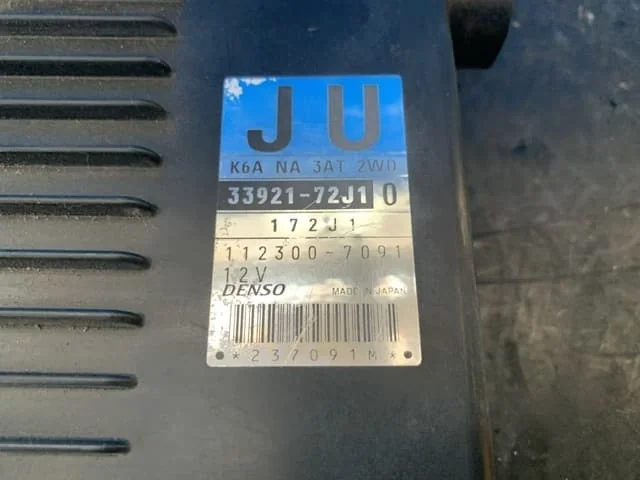 JU
K6A NA 3AT 2WD
33921-72J1 0
172J1
112300-7091
12V
DENSO MADE IN JAPAN
*237091M*